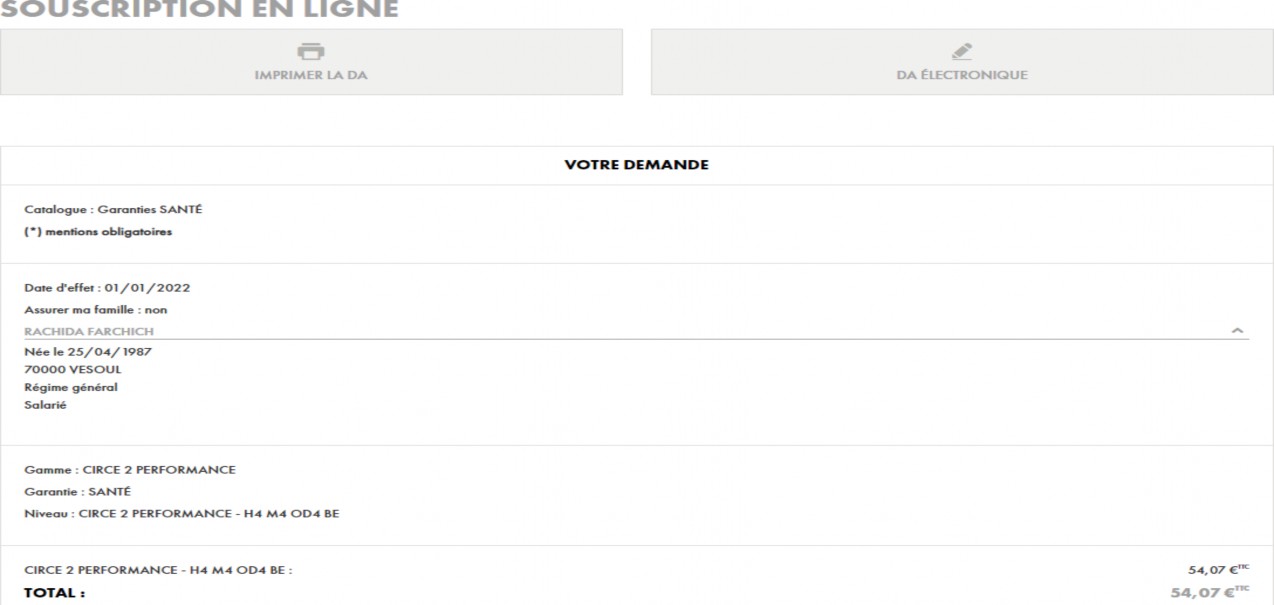 SOUSCRIPTION EN LIGNE
IMPRIMER LA DA
DA ÉLECTRONIQUE
VOTRE DEMANDE
Catalogue : Garanties SANTÉ
(*) mentions obligatoires
Date d'effet : 01/01/2022
Assurer ma famille : non
RACHIDA FARCHICH
Née le 25/04/1987
70000 VESOUL
Régime général
Salarié
Gamme : CIRCE 2 PERFORMANCE
Garantie : SANTÉ
Niveau : CIRCE 2 PERFORMANCE - H4 M4 OD4 BE
CIRCE 2 PERFORMANCE - H4 M4 OD4 BE : 54,07 €TTC
TOTAL : 54,07 €TTC